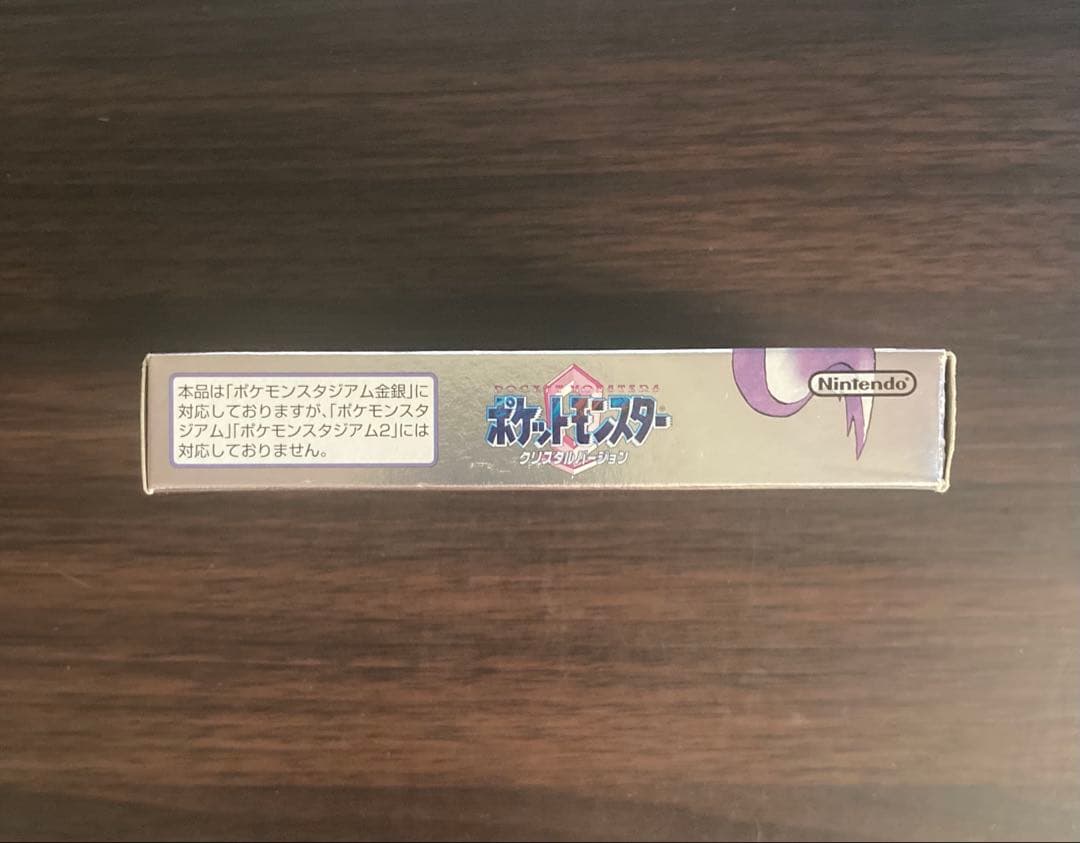 本品は「ポケモンスタジアム金銀」に
対応しておりますが、「ポケモンスタ
ジアム」「ポケモンスタジアム2」には
対応しておりません。
POCKET MONSTERS
ポケットモンスター
クリスタルバージョン
Nintendo